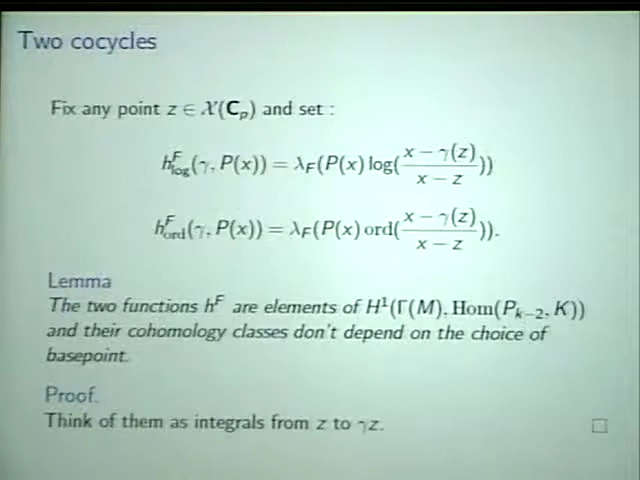 Two cocycles
Fix any point z ∈ 𝒳(C_p) and set :
h^F_log(γ, P(x)) = λ_F(P(x) log((x − γ(z))/(x − z)))
h^F_ord(γ, P(x)) = λ_F(P(x) ord((x − γ(z))/(x − z))).
Lemma
The two functions h^F are elements of H^1(Γ(M), Hom(P_{k−2}, K))
and their cohomology classes don't depend on the choice of
basepoint.
Proof.
Think of them as integrals from z to γz.